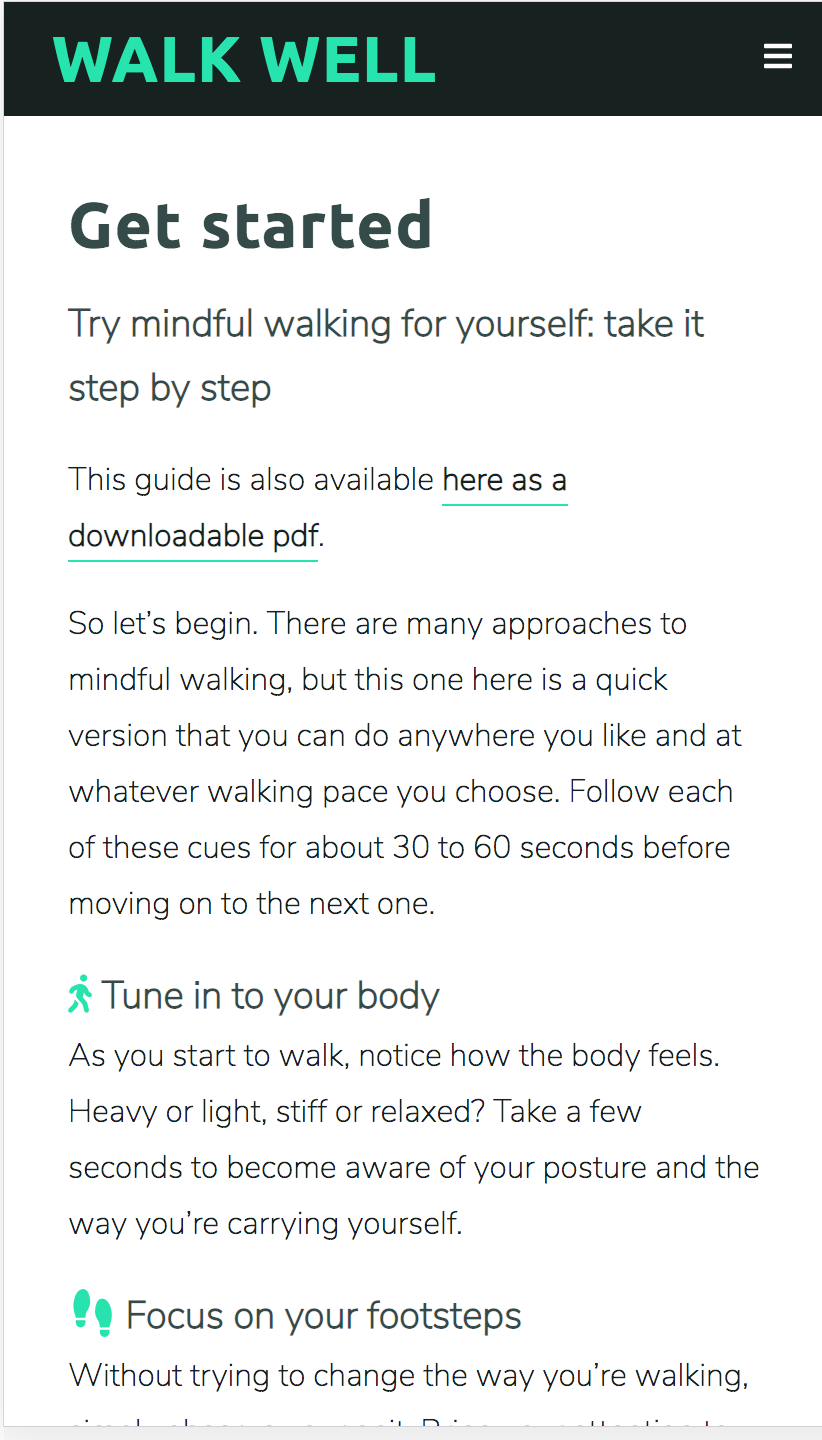 WALK WELL
Get started
Try mindful walking for yourself: take it
step by step
This guide is also available here as a
downloadable pdf.
So let’s begin. There are many approaches to
mindful walking, but this one here is a quick
version that you can do anywhere you like and at
whatever walking pace you choose. Follow each
of these cues for about 30 to 60 seconds before
moving on to the next one.
Tune in to your body
As you start to walk, notice how the body feels.
Heavy or light, stiff or relaxed? Take a few
seconds to become aware of your posture and the
way you’re carrying yourself.
Focus on your footsteps
Without trying to change the way you’re walking,